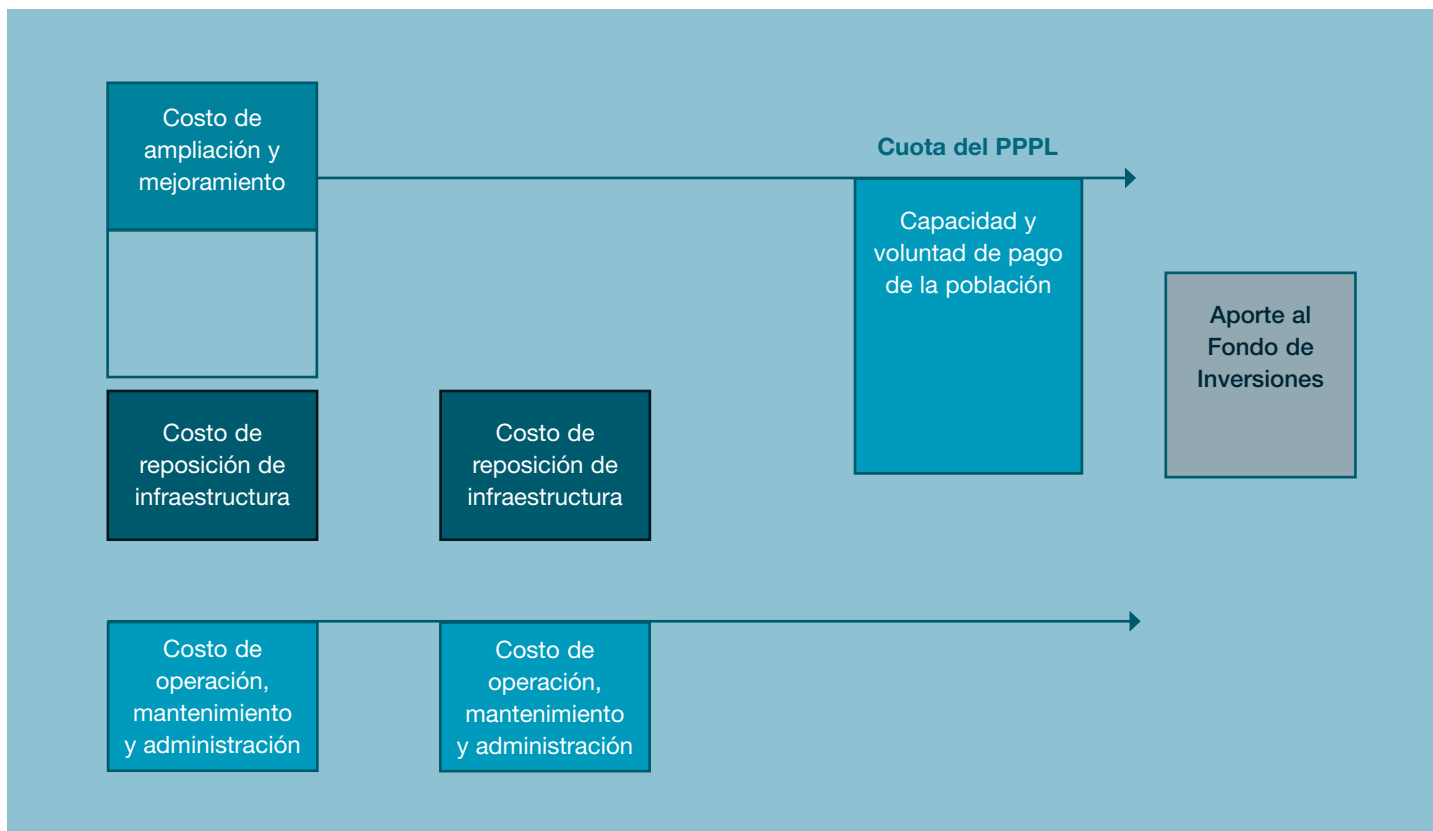 Costo de
ampliación y
mejoramiento
Cuota del PPPL
Capacidad y
voluntad de pago
de la población
Aporte al
Fondo de
Inversiones
Costo de
reposición de
infraestructura
Costo de
reposición de
infraestructura
Costo de
operación,
mantenimiento
y administración
Costo de
operación,
mantenimiento
y administración